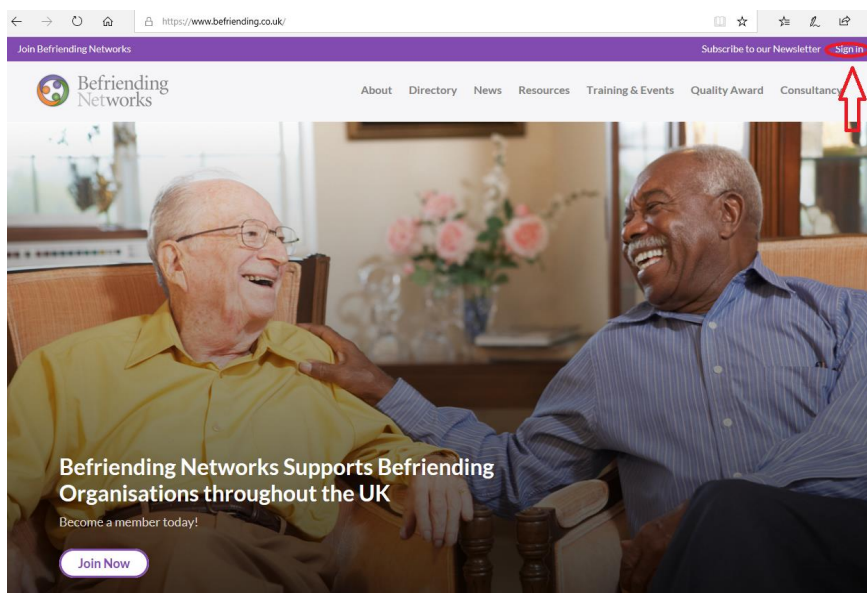 https://www.befriending.co.uk/
Join Befriending Networks
Subscribe to our Newsletter
Sign in
Befriending
Networks
About Directory News Resources Training & Events Quality Award Consultancy
Befriending Networks Supports Befriending
Organisations throughout the UK
Become a member today!
Join Now